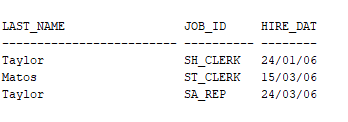 LAST_NAME                 JOB_ID     HIRE_DAT
------------------------- ---------- --------
Taylor                    SH_CLERK   24/01/06
Matos                     ST_CLERK   15/03/06
Taylor                    SA_REP     24/03/06